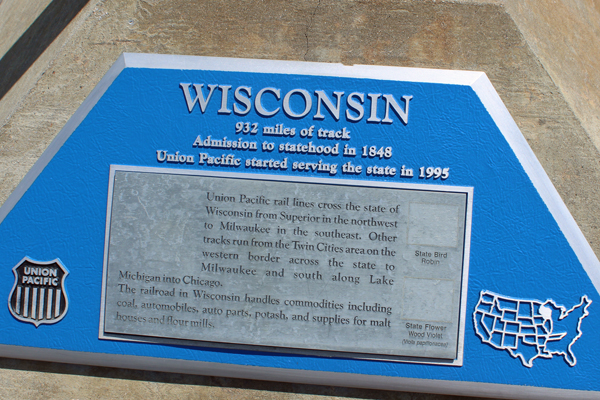 WISCONSIN
932 miles of track
Admission to statehood in 1848
Union Pacific started serving the state in 1995
Union Pacific rail lines cross the state of
Wisconsin from Superior in the northwest
to Milwaukee in the southeast. Other
tracks run from the Twin Cities area on the
western border across the state to
Milwaukee and south along Lake
Michigan into Chicago.
The railroad in Wisconsin handles commodities including
coal, automobiles, auto parts, potash, and supplies for malt
houses and flour mills.
State Bird
Robin
State Flower
Wood Violet
(Viola papilionacea)
UNION
PACIFIC